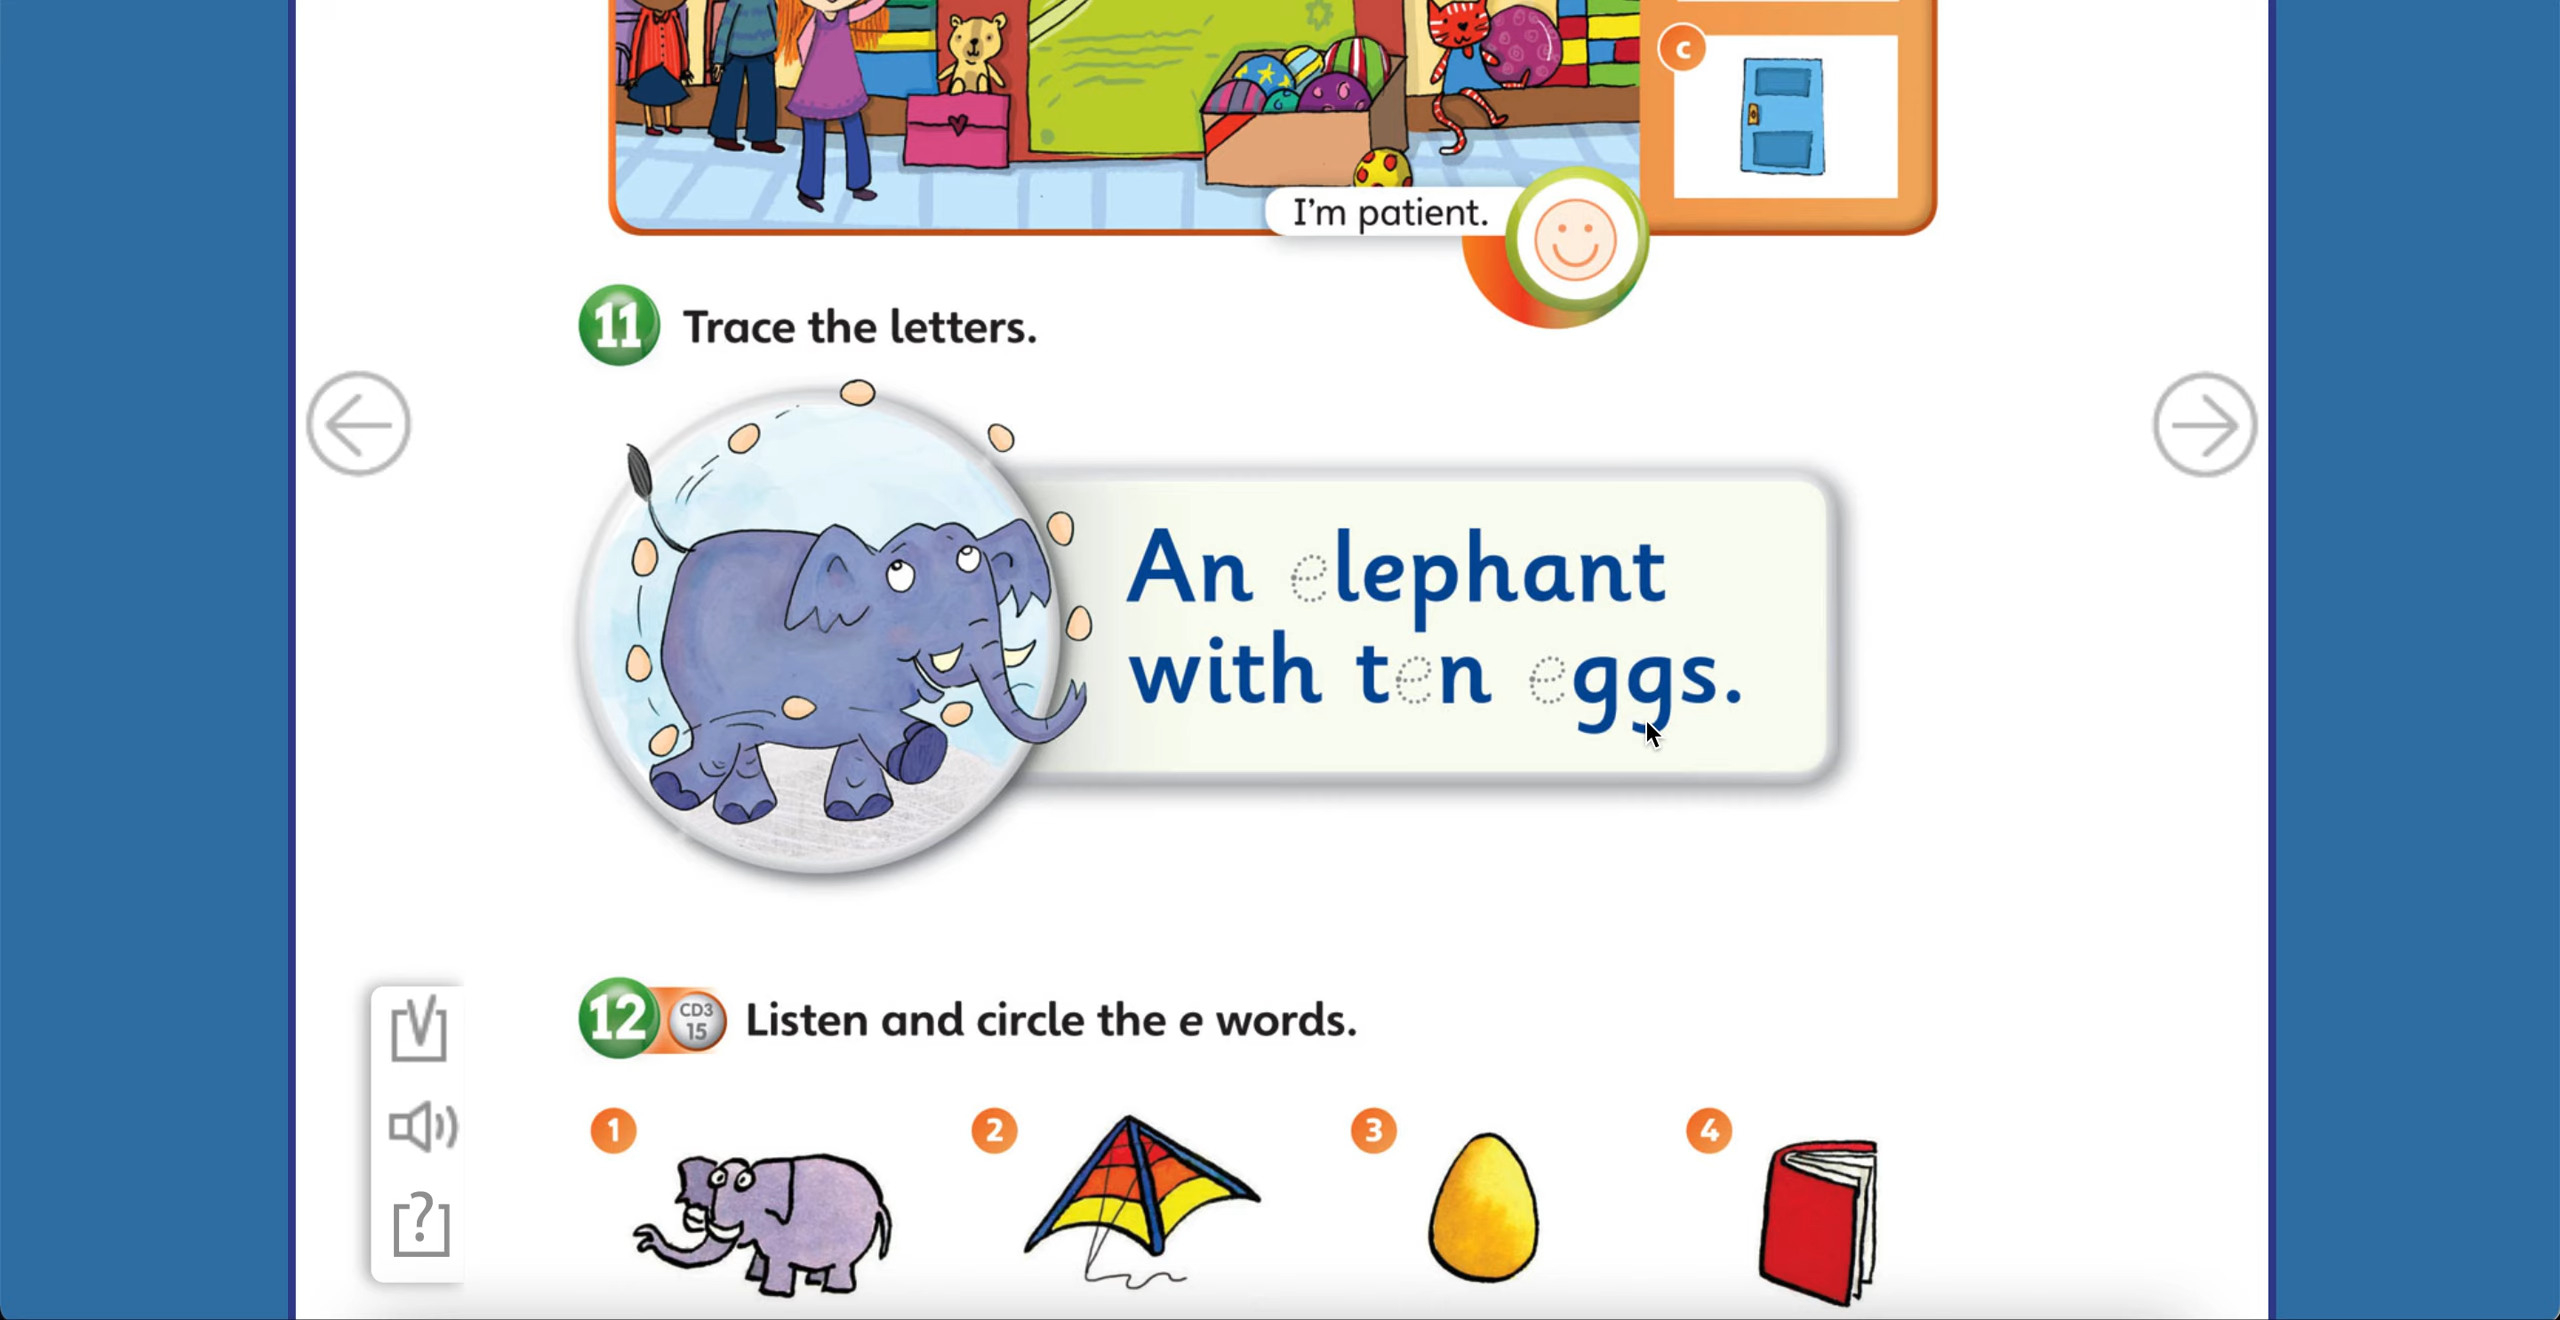 c
I'm patient.
11 Trace the letters.
An elephant
with ten eggs.
12 CD3 15 Listen and circle the e words.
1 2 3 4